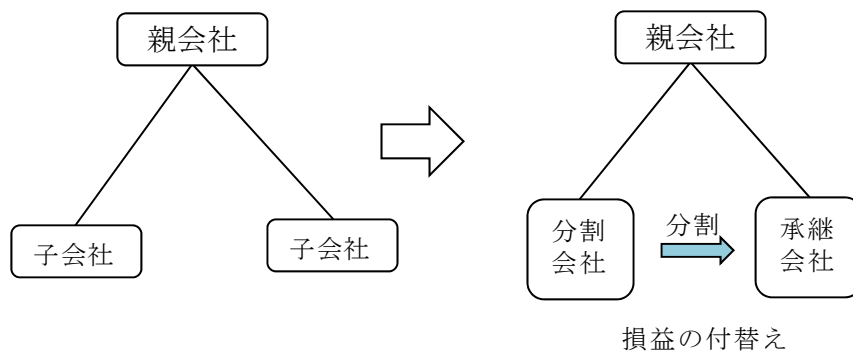 親会社
子会社
子会社
親会社
分割
会社
分割
承継
会社
損益の付替え